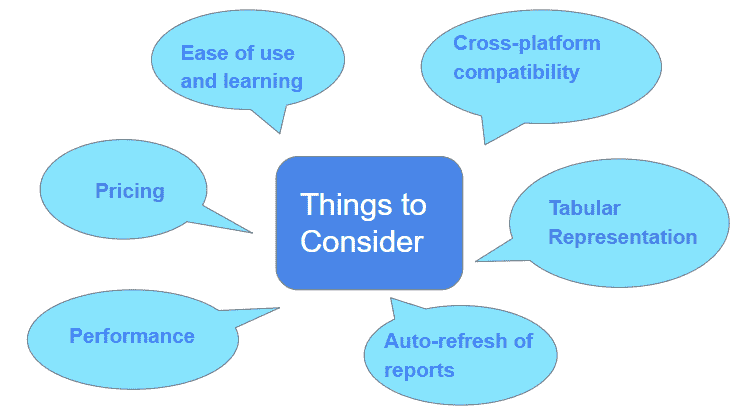 Ease of use
and learning
Cross-platform
compatibility
Pricing
Things to
Consider
Tabular
Representation
Performance
Auto-refresh of
reports